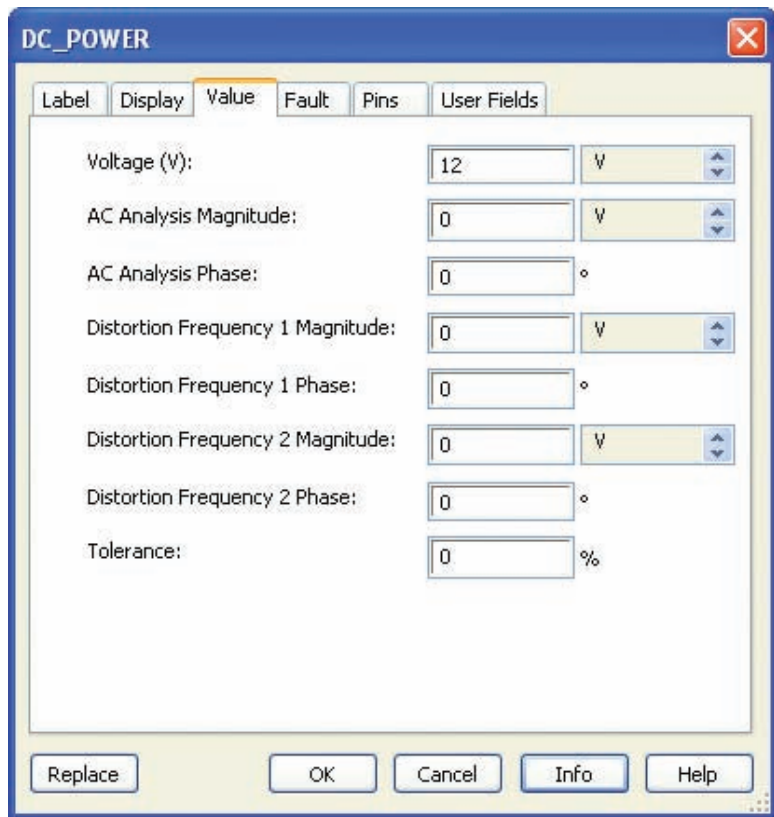 DC_POWER
Label Display Value Fault Pins User Fields
Voltage (V): 12 V
AC Analysis Magnitude: 0 V
AC Analysis Phase: 0 °
Distortion Frequency 1 Magnitude: 0 V
Distortion Frequency 1 Phase: 0 °
Distortion Frequency 2 Magnitude: 0 V
Distortion Frequency 2 Phase: 0 °
Tolerance: 0 %
Replace OK Cancel Info Help